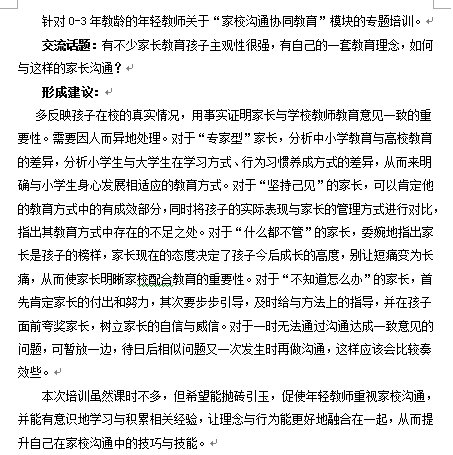 针对0-3年教龄的年轻教师关于“家校沟通协同教育”模块的专题培训。
交流话题：有不少家长教育孩子主观性很强，有自己的一套教育理念，如何
与这样的家长沟通？
形成建议：
多反映孩子在校的真实情况，用事实证明家长与学校教师教育意见一致的重
要性。需要因人而异地处理。对于“专家型”家长，分析中小学教育与高校教育
的差异，分析小学生与大学生在学习方式、行为习惯养成方式的差异，从而来明
确与小学生身心发展相适应的教育方式。对于“坚持己见”的家长，可以肯定他
的教育方式中的有成效部分，同时将孩子的实际表现与家长的管理方式进行对比，
指出其教育方式中存在的不足之处。对于“什么都不管”的家长，委婉地指出家
长是孩子的榜样，家长现在的态度决定了孩子今后成长的高度，别让短痛变为长
痛，从而使家长明晰家校配合教育的重要性。对于“不知道怎么办”的家长，首
先肯定家长的付出和努力，其次要步步引导，及时给与方法上的指导，并在孩子
面前夸奖家长，树立家长的自信与威信。对于一时无法通过沟通达成一致意见的
问题，可暂放一边，待日后相似问题又一次发生时再做沟通，这样应该会比较奏
效些。
本次培训虽然课时不多，但希望能抛砖引玉，促使年轻教师重视家校沟通，
并能有意识地学习与积累相关经验，让理念与行为能更好地融合在一起，从而提
升自己在家校沟通中的技巧与技能。